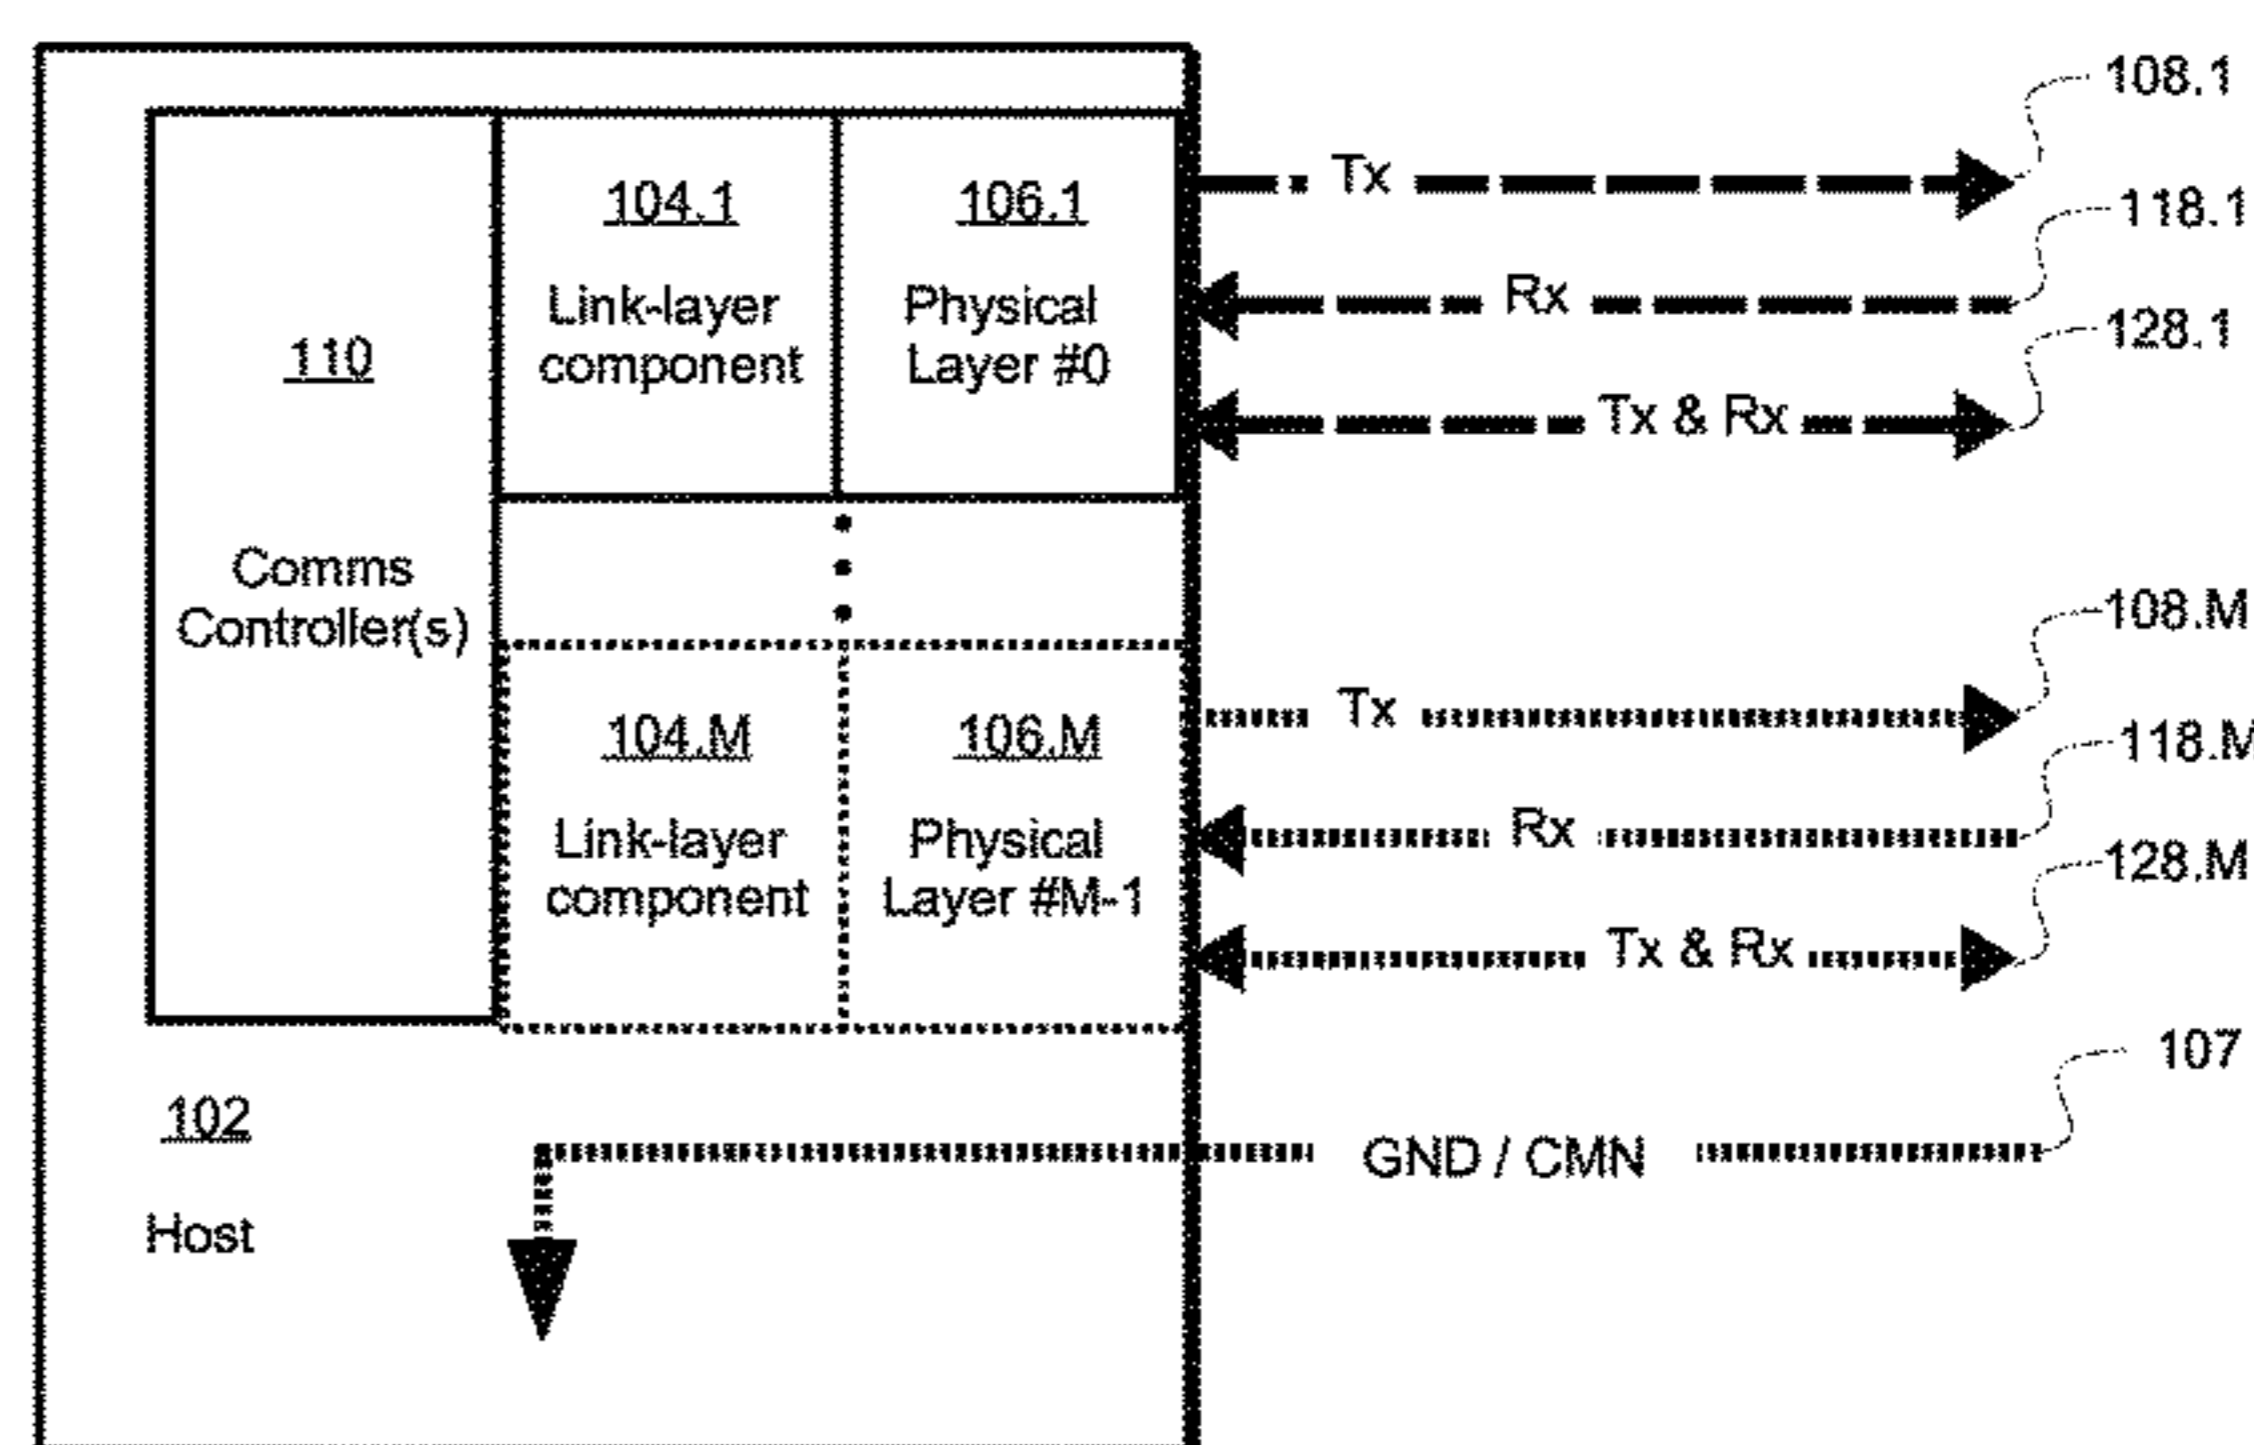 108.1
Tx
104.1
106.1
118.1
Rx
Link-layer
component
Physical
Layer #0
128.1
110
Tx & Rx
Comms
Controller(s)
108.M
Tx
104.M
106.M
118.M
Rx
Link-layer
component
Physical
Layer #M-1
128.M
Tx & Rx
107
102
GND / CMN
Host